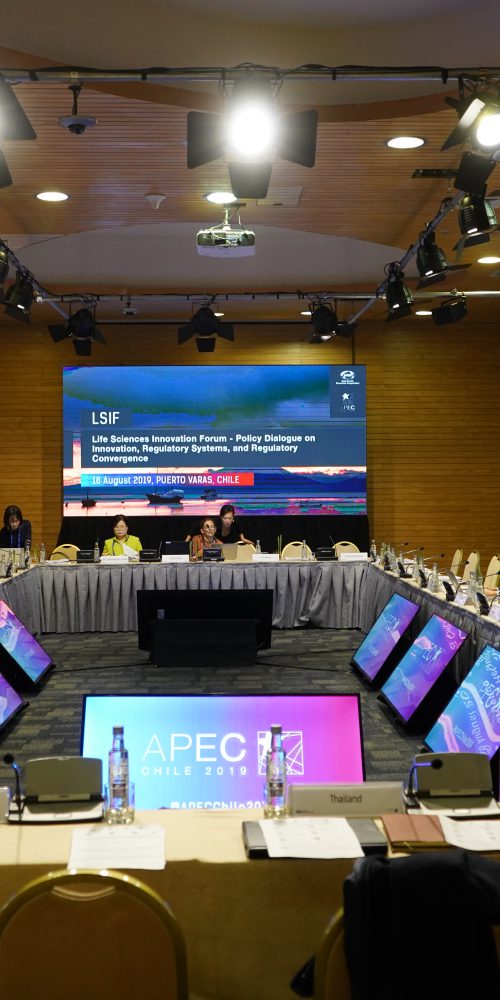 LSIF
Life Sciences Innovation Forum - Policy Dialogue on
Innovation, Regulatory Systems, and Regulatory
Convergence
18 August 2019, PUERTO VARAS, CHILE
APEC
APEC
CHILE 2019
Thailand